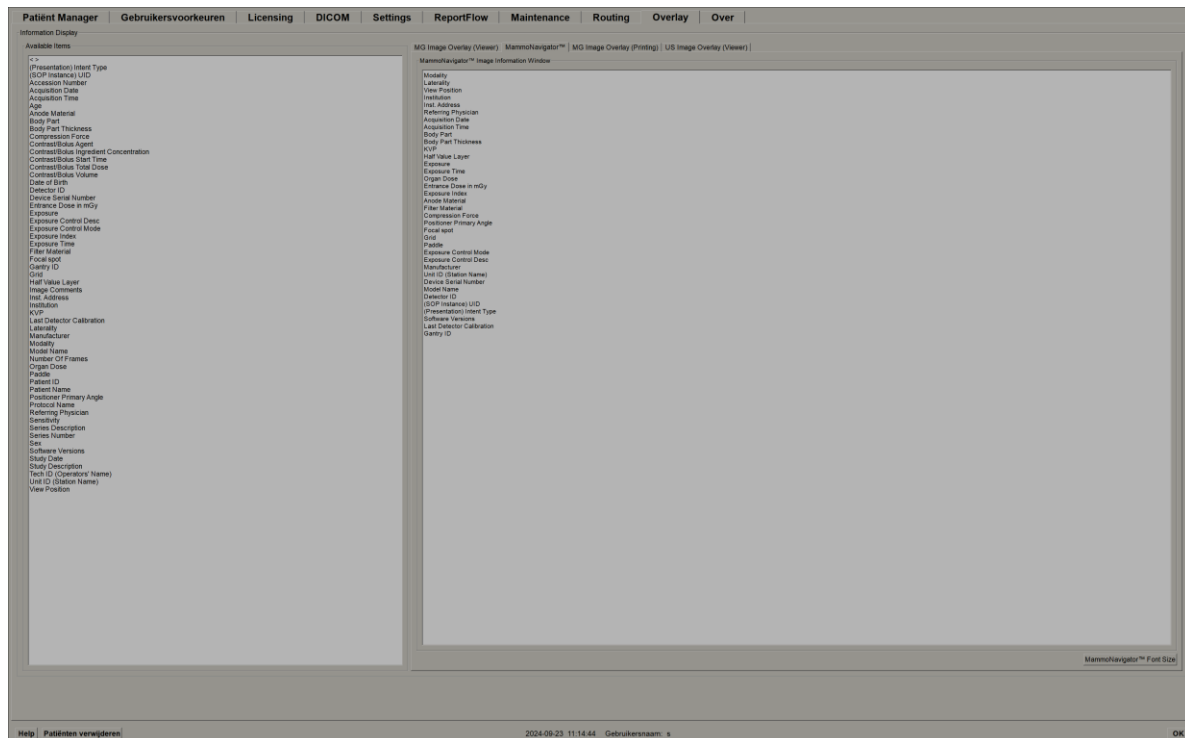 Patiënt Manager Gebruikersvoorkeuren Licensing DICOM Settings ReportFlow Maintenance Routing Overlay Over
Information Display
Available Items
< >
(Presentation) Intent Type
(SOP Instance) UID
Accession Number
Acquisition Date
Acquisition Time
Age
Anode Material
Body Part
Body Part Thickness
Compression Force
Contrast/Bolus Agent
Contrast/Bolus Ingredient Concentration
Contrast/Bolus Start Time
Contrast/Bolus Total Dose
Contrast/Bolus Volume
Date of Birth
Detector ID
Device Serial Number
Entrance Dose in mGy
Exposure
Exposure Control Desc
Exposure Control Mode
Exposure Index
Exposure Time
Filter Material
Focal spot
Gantry ID
Grid
Half Value Layer
Image Comments
Inst. Address
Institution
KVP
Last Detector Calibration
Laterality
Manufacturer
Modality
Model Name
Number Of Frames
Organ Dose
Paddle
Patient ID
Patient Name
Positioner Primary Angle
Protocol Name
Referring Physician
Sensitivity
Series Description
Series Number
Sex
Software Versions
Study Date
Study Description
Tech ID (Operators' Name)
Unit ID (Station Name)
View Position
MG Image Overlay (Viewer) MammoNavigator™ MG Image Overlay (Printing) US Image Overlay (Viewer)
MammoNavigator™ Image Information Window
Modality
Laterality
View Position
Institution
Inst. Address
Referring Physician
Acquisition Date
Acquisition Time
Body Part
Body Part Thickness
KVP
Half Value Layer
Exposure
Exposure Time
Organ Dose
Entrance Dose in mGy
Exposure Index
Anode Material
Filter Material
Compression Force
Positioner Primary Angle
Focal spot
Grid
Paddle
Exposure Control Mode
Exposure Control Desc
Manufacturer
Unit ID (Station Name)
Device Serial Number
Model Name
Detector ID
(SOP Instance) UID
(Presentation) Intent Type
Software Versions
Last Detector Calibration
Gantry ID
MammoNavigator™ Font Size
Help Patiënten verwijderen 2024-09-23 11:14:44 Gebruikersnaam: s OK